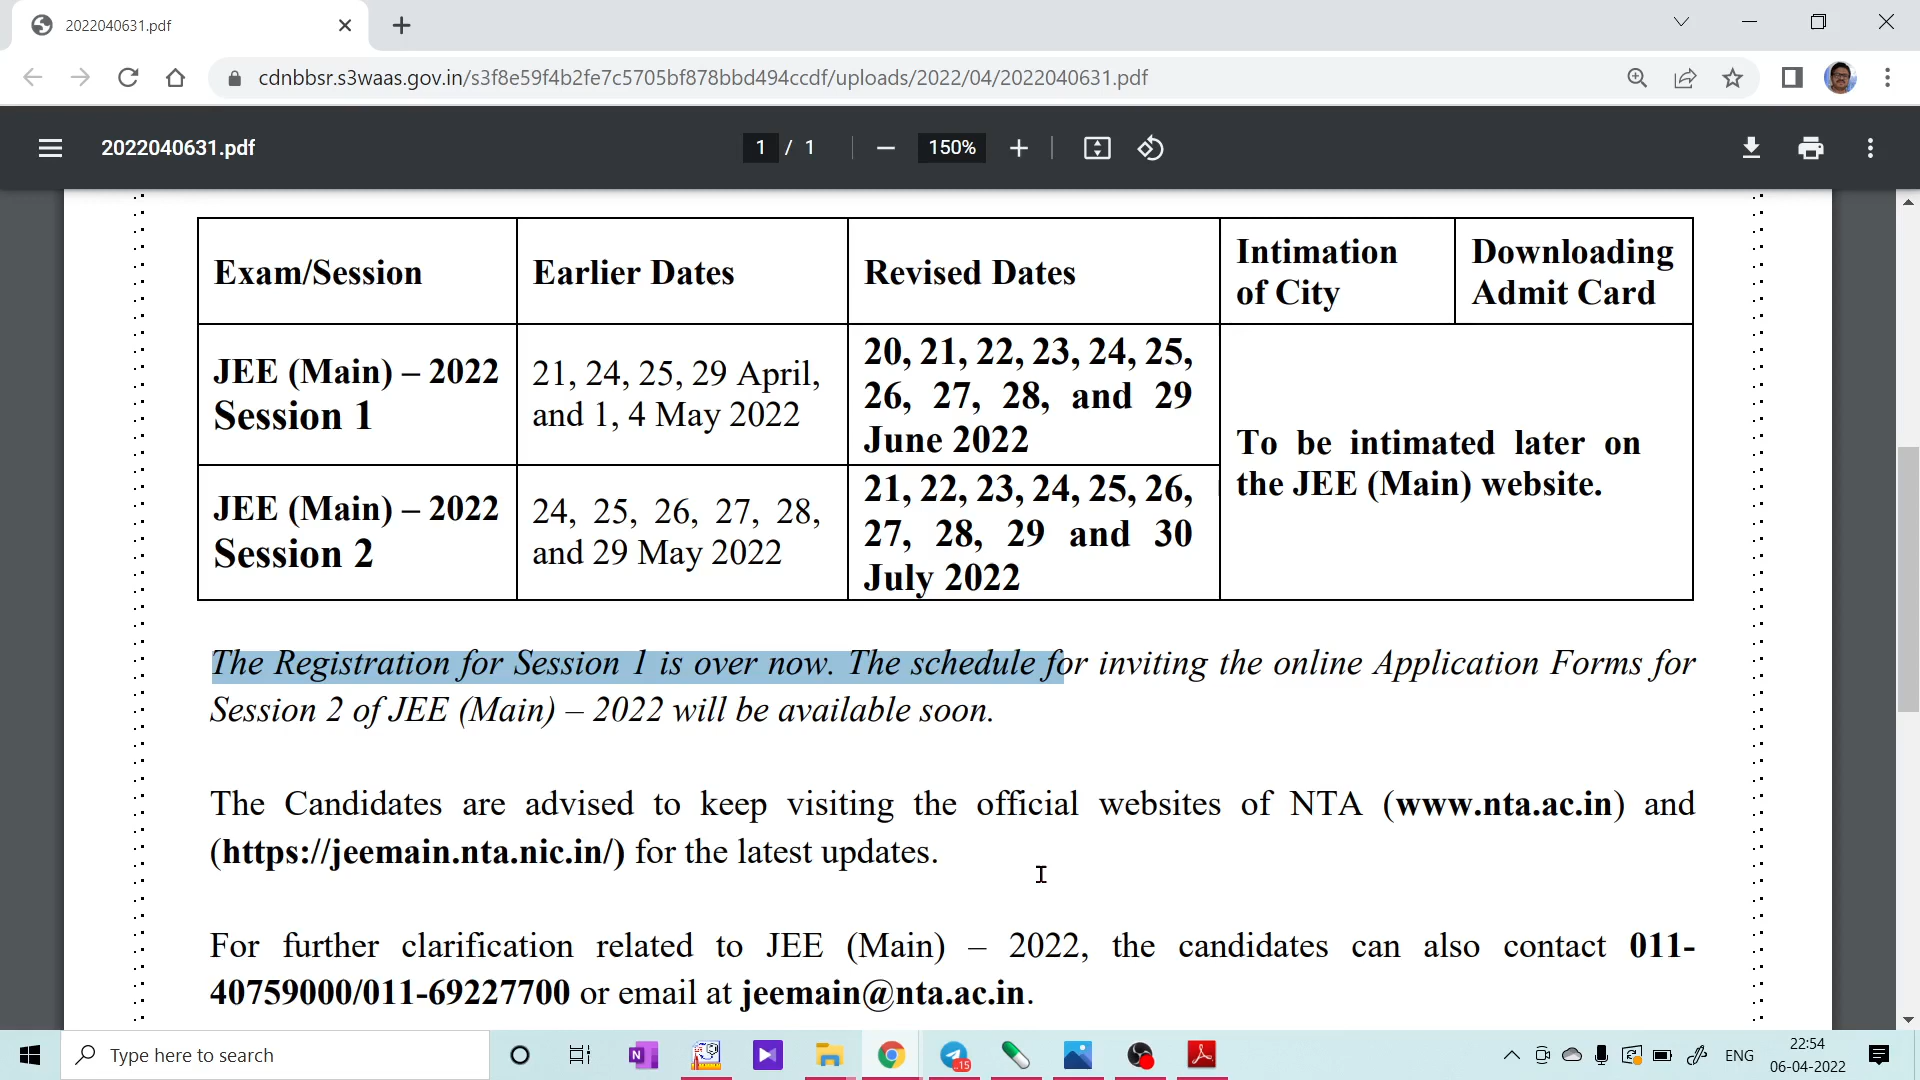 2022040631.pdf
cdnbbsr.s3waas.gov.in/s3f8e59f4b2fe7c5705bf878bbd494ccdf/uploads/2022/04/2022040631.pdf
2022040631.pdf
1 / 1
150%
Exam/Session
Earlier Dates
Revised Dates
Intimation
of City
Downloading
Admit Card
JEE (Main) – 2022
Session 1
21, 24, 25, 29 April,
and 1, 4 May 2022
20, 21, 22, 23, 24, 25,
26, 27, 28, and 29
June 2022
To be intimated later on
the JEE (Main) website.
JEE (Main) – 2022
Session 2
24, 25, 26, 27, 28,
and 29 May 2022
21, 22, 23, 24, 25, 26,
27, 28, 29 and 30
July 2022
The Registration for Session 1 is over now. The schedule for inviting the online Application Forms for
Session 2 of JEE (Main) – 2022 will be available soon.
The Candidates are advised to keep visiting the official websites of NTA (www.nta.ac.in) and
(https://jeemain.nta.nic.in/) for the latest updates.
For further clarification related to JEE (Main) – 2022, the candidates can also contact 011-
40759000/011-69227700 or email at jeemain@nta.ac.in.
Type here to search
N
15
ENG
22:54
06-04-2022